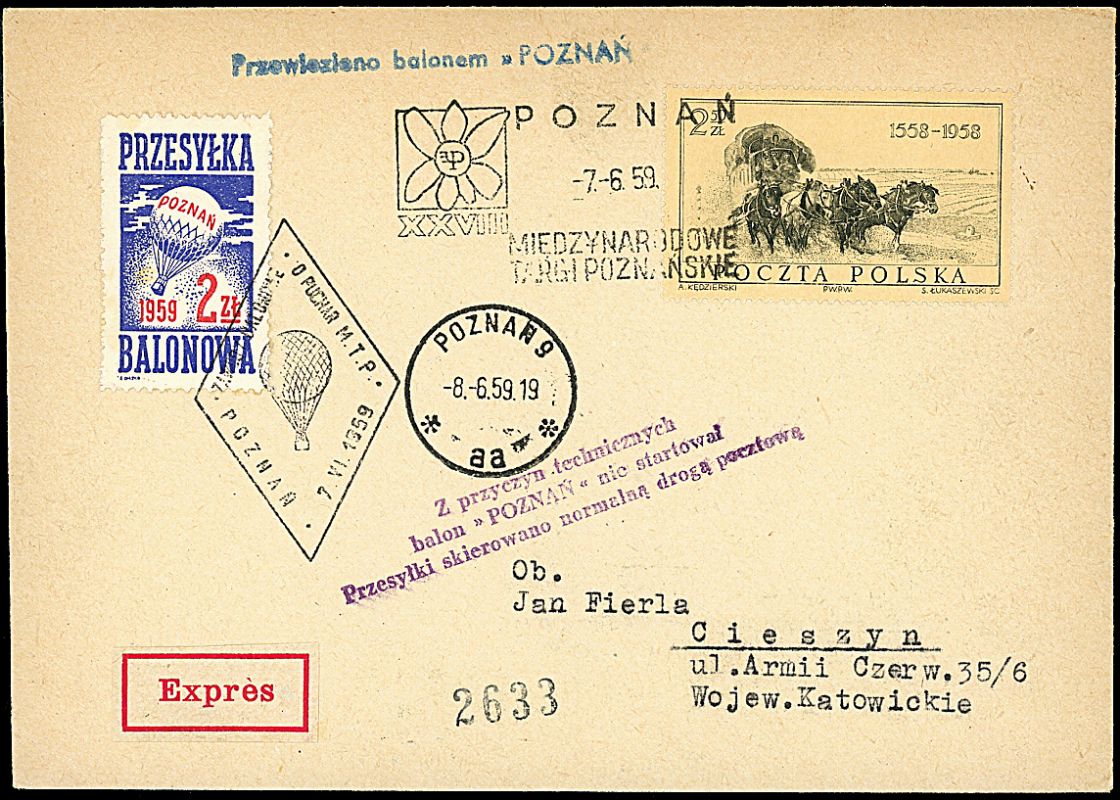 Przewieziono balonem » POZNAŃ
POZNAŃ
-7.-6.59.
XXVIII
MIĘDZYNARODOWE
TARGI POZNAŃSKIE
2 50 ZŁ
1558-1958
POCZTA POLSKA
A. KĘDZIERSKI
PWPW.
S. ŁUKASZEWSKI SC.
PRZESYŁKA
POZNAŃ
1959 2 ZŁ
BALONOWA
O PUCHAR M.T.P.
POZNAŃ · 7 VI. 1959
POZNAŃ 9
-8.-6.59.19
* aa *
Z przyczyn technicznych
balon » POZNAŃ « nie startował
Przesyłki skierowano normalną drogą pocztową
Ob.
Jan Fierla
Cieszyn
ul.Armii Czerw.35/6
Wojew.Katowickie
Exprès
2633